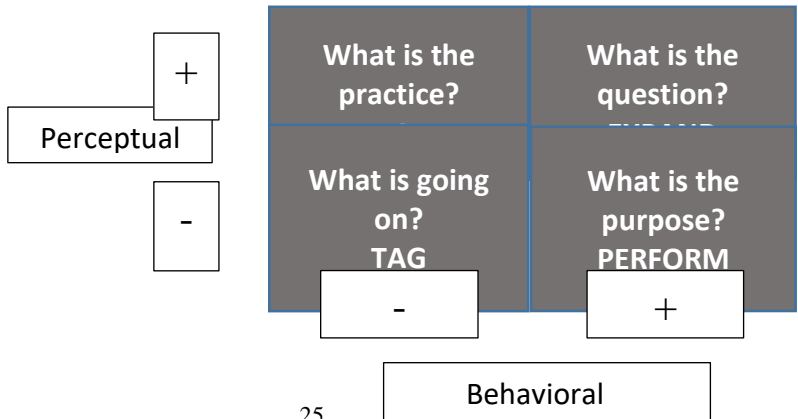 +
Perceptual
-
What is the
practice?
What is the
question?
What is going
on?
TAG
What is the
purpose?
PERFORM
-
+
Behavioral
25